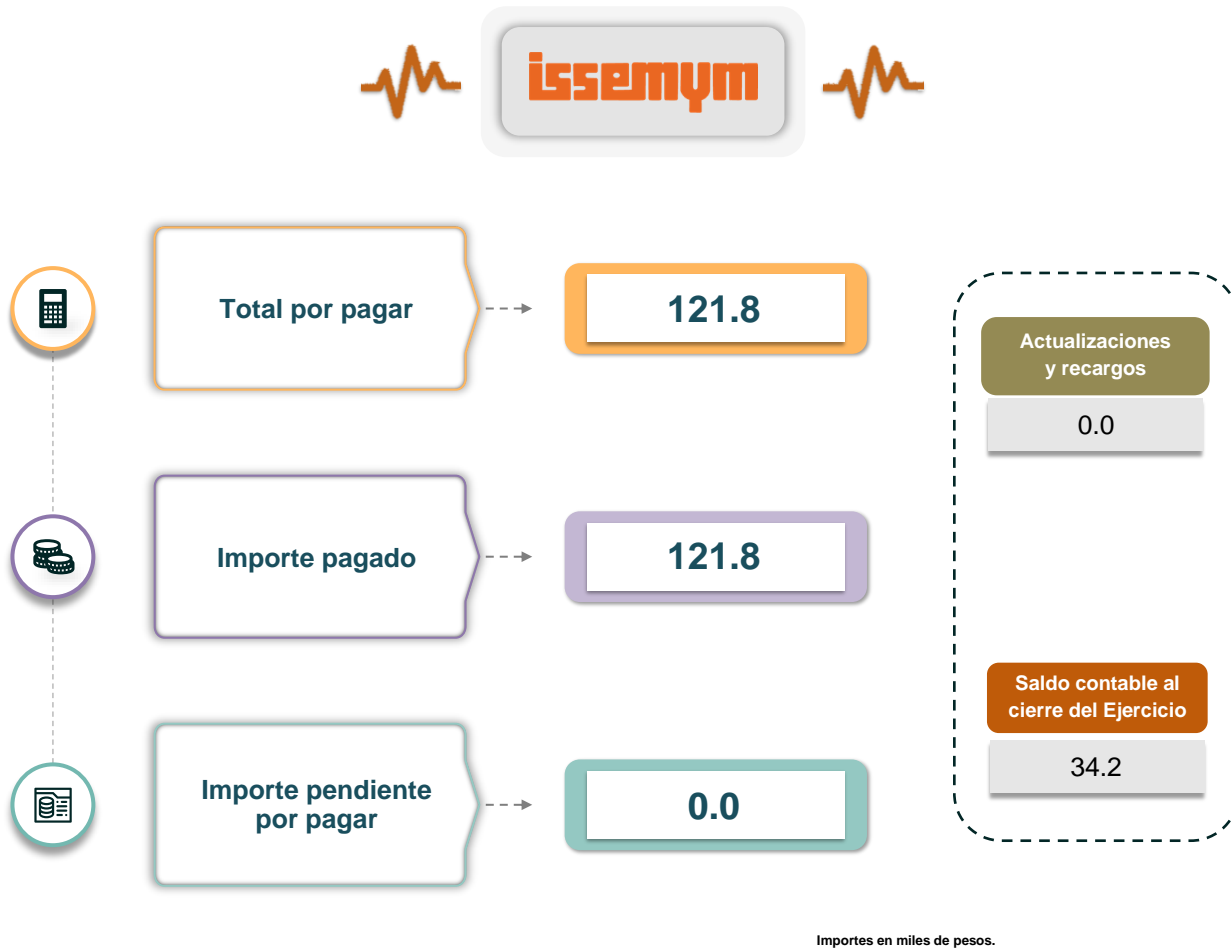 issemym
Total por pagar
121.8
Importe pagado
121.8
Importe pendiente
por pagar
0.0
Actualizaciones
y recargos
0.0
Saldo contable al
cierre del Ejercicio
34.2
Importes en miles de pesos.